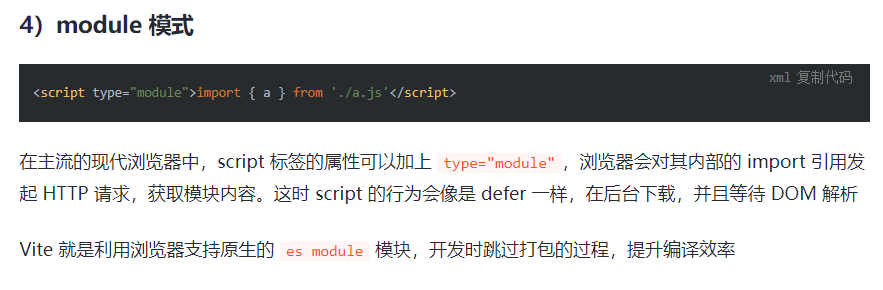 4）module 模式
xml 复制代码
<script type="module">import { a } from './a.js'</script>
在主流的现代浏览器中，script 标签的属性可以加上 type="module"，浏览器会对其内部的 import 引用发
起 HTTP 请求，获取模块内容。这时 script 的行为会像是 defer 一样，在后台下载，并且等待 DOM 解析
Vite 就是利用浏览器支持原生的 es module 模块，开发时跳过打包的过程，提升编译效率